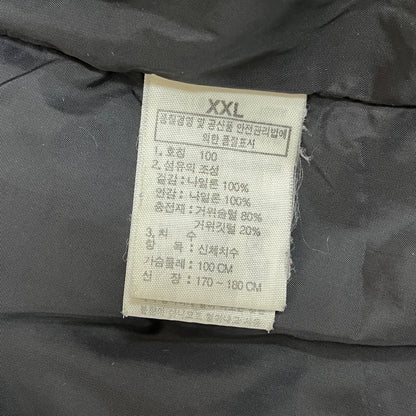 XXL
품질경영 및 공산품 안전관리법에
의한 품질표시
1. 호칭 100
2. 섬유의 조성
겉감 : 나일론 100%
안감 : 나일론 100%
충전재 : 거위솜털 80%
거위깃털 20%
3. 치 수
항 목 : 신체치수
가슴둘레 : 100 CM
신 장 : 170 ~ 180 CM